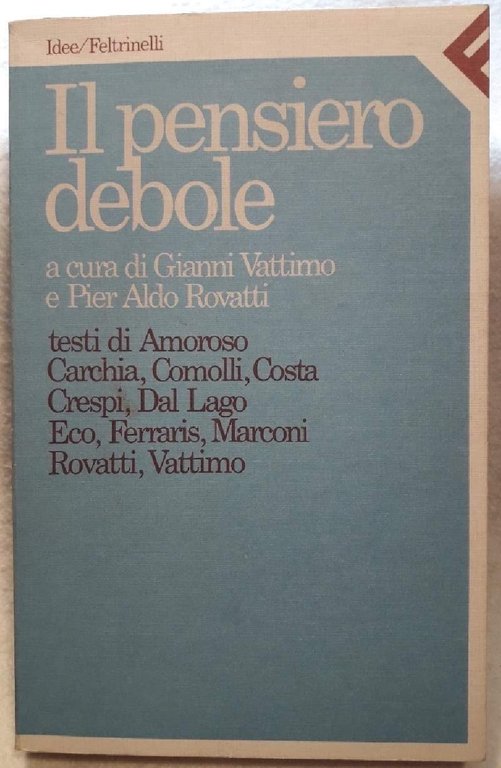 Idee/Feltrinelli
Il pensiero
debole
a cura di Gianni Vattimo
e Pier Aldo Rovatti
testi di Amoroso
Carchia, Comolli, Costa
Crespi, Dal Lago
Eco, Ferraris, Marconi
Rovatti, Vattimo